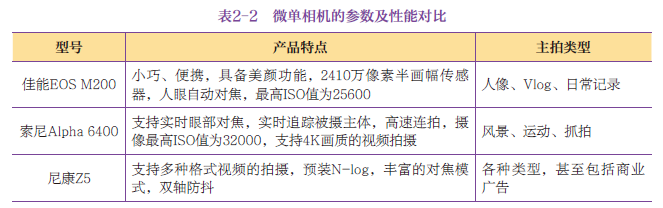 表2-2 微单相机的参数及性能对比
型号 产品特点 主拍类型
佳能EOS M200
小巧、便携，具备美颜功能，2410万像素半画幅传感
器，人眼自动对焦，最高ISO值为25600
人像、Vlog、日常记录
索尼Alpha 6400
支持实时眼部对焦，实时追踪被摄主体，高速连拍，摄
像最高ISO值为32000，支持4K画质的视频拍摄
风景、运动、抓拍
尼康Z5
支持多种格式视频的拍摄，预装N-log，丰富的对焦模
式，双轴防抖
各种类型，甚至包括商业
广告